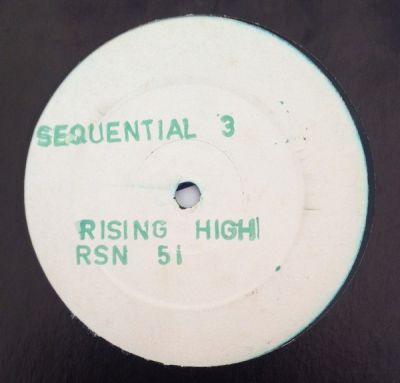 SEQUENTIAL 3
RISING HIGH
RSN 51